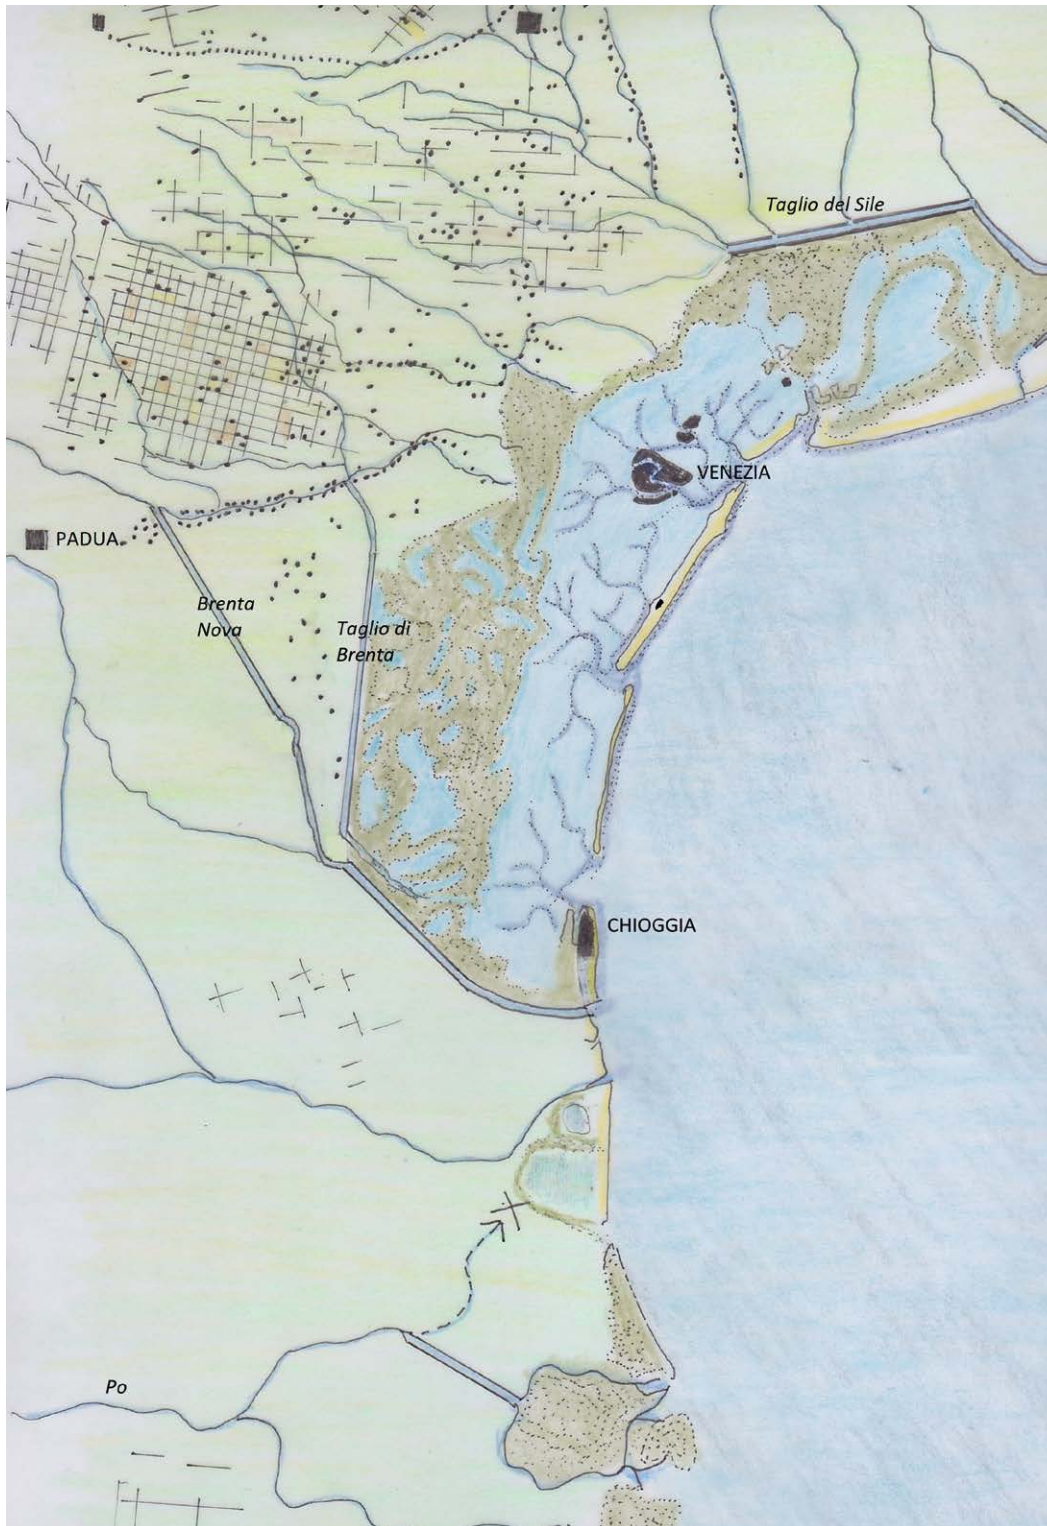 Taglio del Sile
VENEZIA
PADUA
Brenta
Nova
Taglio di
Brenta
CHIOGGIA
Po